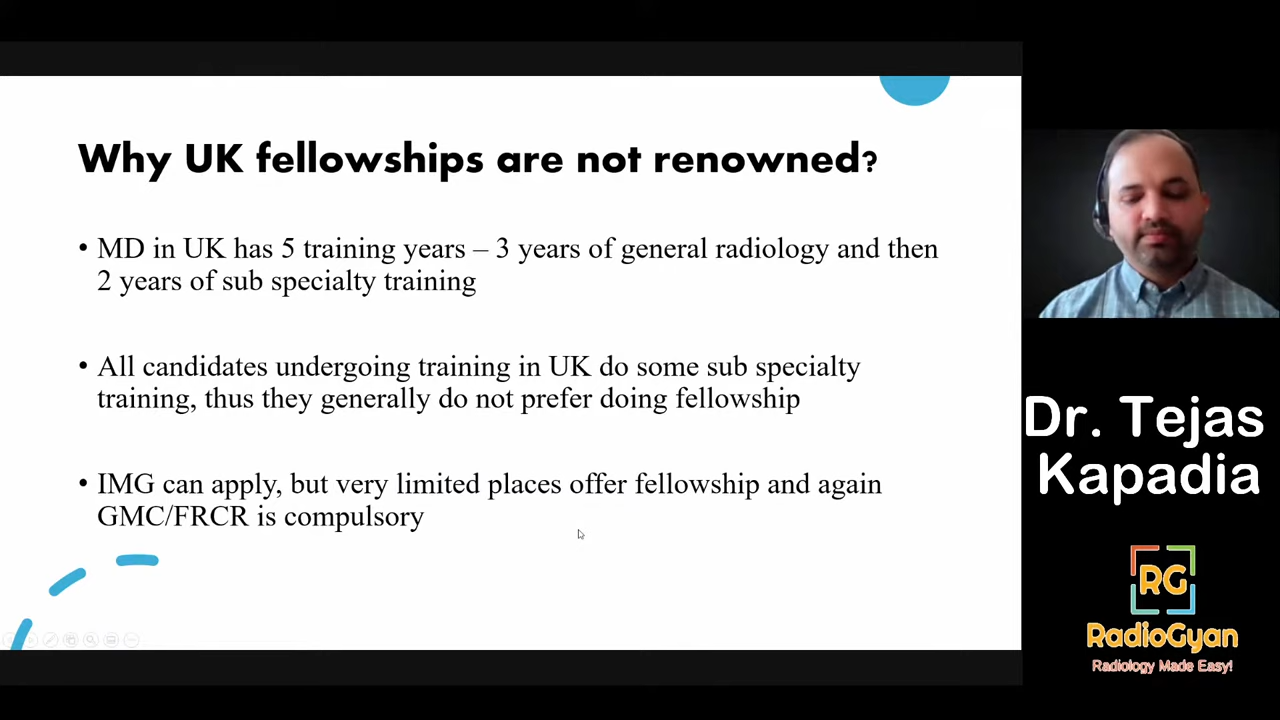 Why UK fellowships are not renowned?
• MD in UK has 5 training years – 3 years of general radiology and then
2 years of sub specialty training
• All candidates undergoing training in UK do some sub specialty
training, thus they generally do not prefer doing fellowship
• IMG can apply, but very limited places offer fellowship and again
GMC/FRCR is compulsory
Dr. Tejas
Kapadia
RG
RadioGyan
Radiology Made Easy!